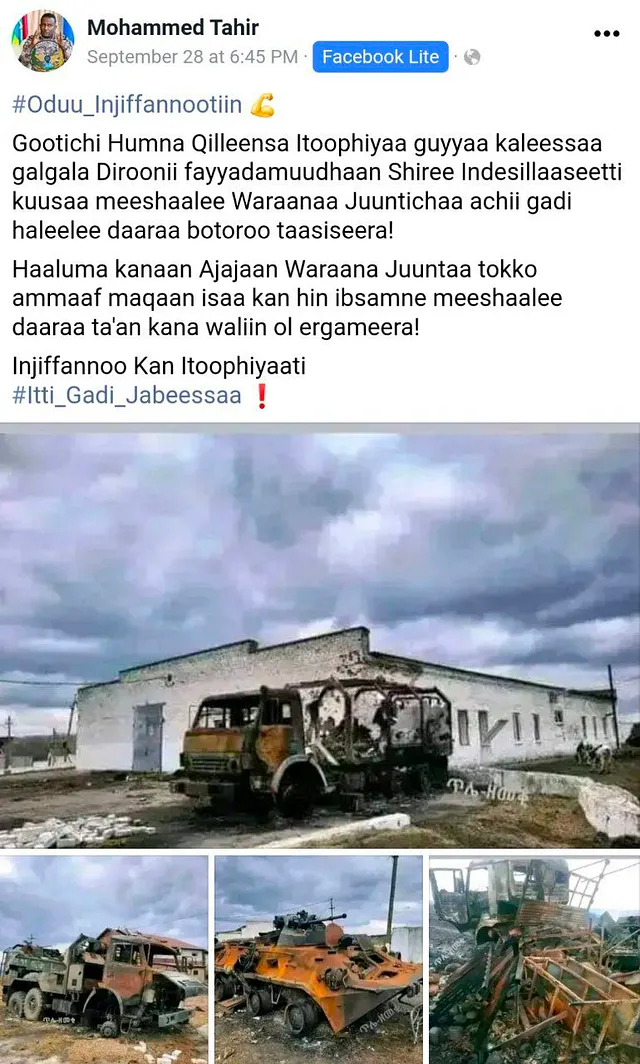 Mohammed Tahir
September 28 at 6:45 PM · Facebook Lite ·
#Oduu_Injiffannootiin 💪
Gootichi Humna Qilleensa Itoophiyaa guyyaa kaleessaa
galgala Diroonii fayyadamuudhaan Shiree Indesillaaseetti
kuusaa meeshaalee Waraanaa Juuntichaa achii gadi
haleelee daaraa botoroo taasiseera!
Haaluma kanaan Ajajaan Waraana Juuntaa tokko
ammaaf maqaan isaa kan hin ibsamne meeshaalee
daaraa ta'an kana waliin ol ergameera!
Injiffannoo Kan Itoophiyaati
#Itti_Gadi_Jabeessaa ❗